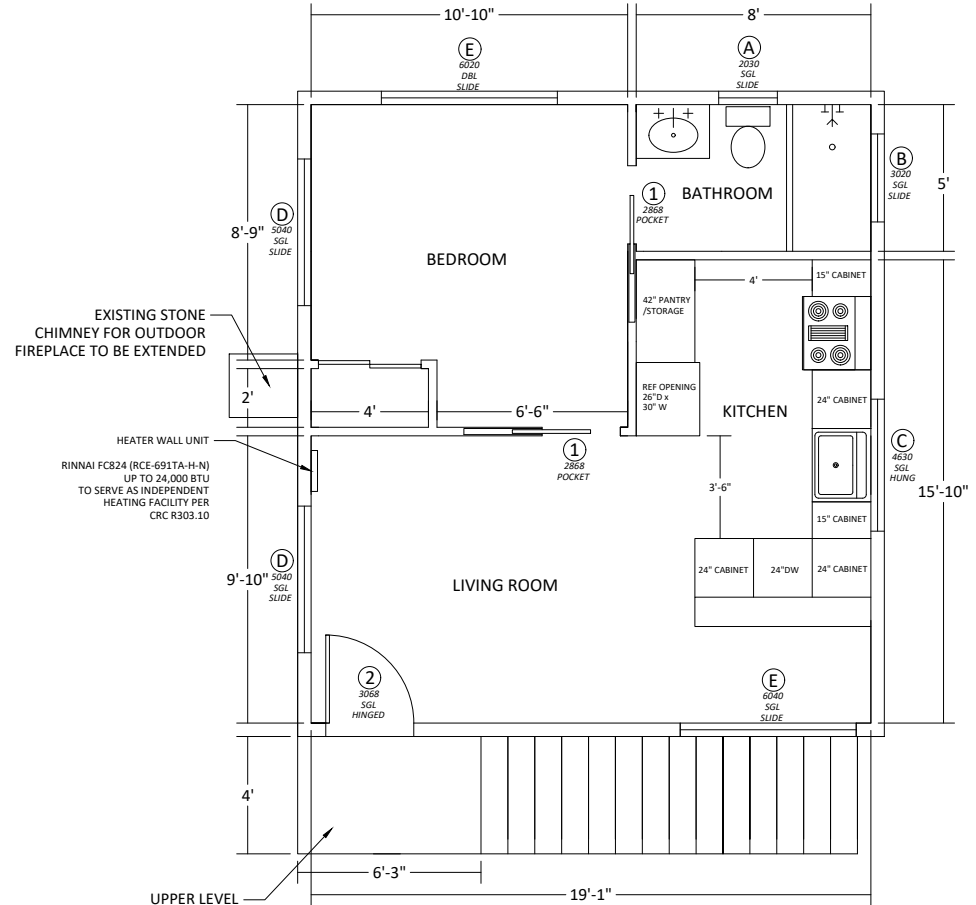 10'-10"
8'
E
6020
DBL
SLIDE
A
2030
SGL
SLIDE
B
3020
SGL
SLIDE
5'
1
2868
POCKET
BATHROOM
D
5040
SGL
SLIDE
8'-9"
BEDROOM
4'
15" CABINET
42" PANTRY
/STORAGE
EXISTING STONE
CHIMNEY FOR OUTDOOR
FIREPLACE TO BE EXTENDED
REF OPENING
26"D x
30" W
24" CABINET
2'
4'
6'-6"
KITCHEN
C
4630
SGL
HUNG
HEATER WALL UNIT
RINNAI FC824 (RCE-691TA-H-N)
UP TO 24,000 BTU
TO SERVE AS INDEPENDENT
HEATING FACILITY PER
CRC R303.10
1
2868
POCKET
3'-6"
15'-10"
15" CABINET
D
5040
SGL
SLIDE
9'-10"
LIVING ROOM
24" CABINET
24"DW
24" CABINET
2
3068
SGL
HINGED
E
6040
SGL
SLIDE
4'
6'-3"
UPPER LEVEL
19'-1"